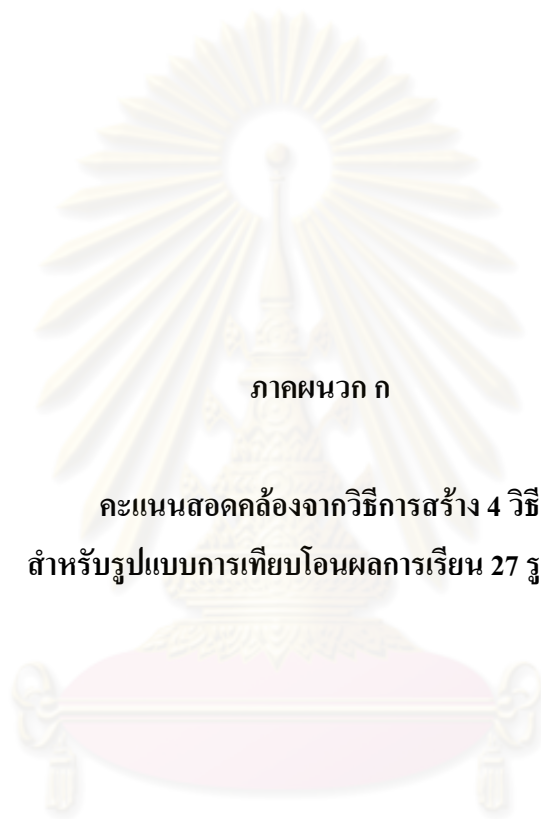 ภาคผนวก ก
คะแนนสอดคล้องจากวิธีการสร้าง 4 วิธี
สำหรับรูปแบบการเทียบโอนผลการเรียน 27 รู